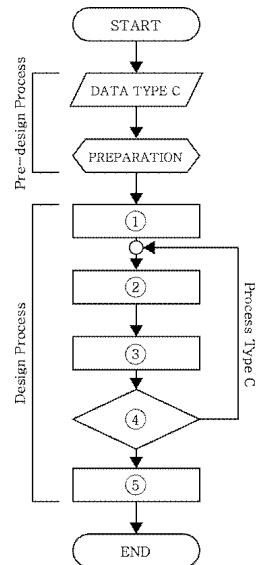 START
Pre-design Process
DATA TYPE C
PREPARATION
Design Process
①
②
Process Type C
③
④
⑤
END